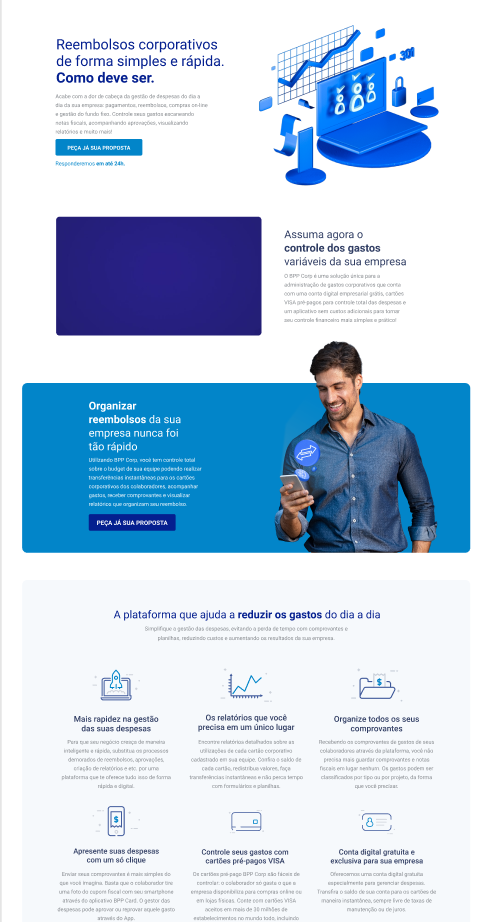 Reembolsos corporativos
de forma simples e rápida.
Como deve ser.
Acabe com a dor de cabeça da gestão de despesas do dia a
dia da sua empresa: pagamentos, reembolsos, compras on-line
e gestão do fundo fixo. Controle seus gastos escaneando
notas fiscais, acompanhando aprovações, visualizando
relatórios e muito mais!
PEÇA JÁ SUA PROPOSTA
Responderemos em até 24h.
Assuma agora o
controle dos gastos
variáveis da sua empresa
O BPP Corp é uma solução única para a
administração de gastos corporativos que conta
com uma conta digital empresarial grátis, cartões
VISA pré-pagos para controle total das despesas e
um aplicativo sem custos adicionais para tornar
seu controle financeiro mais simples e prático!
Organizar
reembolsos da sua
empresa nunca foi
tão rápido
Utilizando BPP Corp, você tem controle total
sobre o budget de sua equipe podendo realizar
transferências instantâneas para os cartões
corporativos dos colaboradores, acompanhar
gastos, receber comprovantes e visualizar
relatórios que organizam seu reembolso.
PEÇA JÁ SUA PROPOSTA
A plataforma que ajuda a reduzir os gastos do dia a dia
Simplifique a gestão das despesas, evitando a perda de tempo com comprovantes e
planilhas, reduzindo custos e aumentando os resultados da sua empresa.
Mais rapidez na gestão
das suas despesas
Para que seu negócio cresça de maneira
inteligente e rápida, substitua os processos
demorados de reembolsos, aprovações,
criação de relatórios e etc. por uma
plataforma que te oferece tudo isso de forma
rápida e digital.
Os relatórios que você
precisa em um único lugar
Encontre relatórios detalhados sobre as
utilizações de cada cartão corporativo
cadastrado em sua equipe. Confira o saldo de
cada cartão, redistribua valores, faça
transferências instantâneas e não perca tempo
com formulários e planilhas.
Organize todos os seus
comprovantes
Recebendo os comprovantes de gastos de seus
colaboradores através da plataforma, você não
precisa mais guardar comprovantes e notas
fiscais em lugar nenhum. Os gastos podem ser
classificados por tipo ou por projeto, da forma
que você precisar.
Apresente suas despesas
com um só clique
Enviar seus comprovantes é mais simples do
que você imagina. Basta que o colaborador tire
uma foto do cupom fiscal com seu smartphone
através do aplicativo BPP Card. O gestor das
despesas pode aprovar ou reprovar aquele gasto
através do App.
Controle seus gastos com
cartões pré-pagos VISA
Os cartões pré-pago BPP Corp são fáceis de
controlar: o colaborador só gasta o que a
empresa disponibiliza para compras online ou
em lojas físicas. Conte com cartões VISA
aceitos em mais de 30 milhões de
estabelecimentos no mundo todo, incluindo
Conta digital gratuita e
exclusiva para sua empresa
Oferecemos uma conta digital gratuita
especialmente para gerenciar despesas.
Transfira o saldo de sua conta para os cartões de
maneira instantânea, sempre livre de taxas de
manutenção ou de juros.